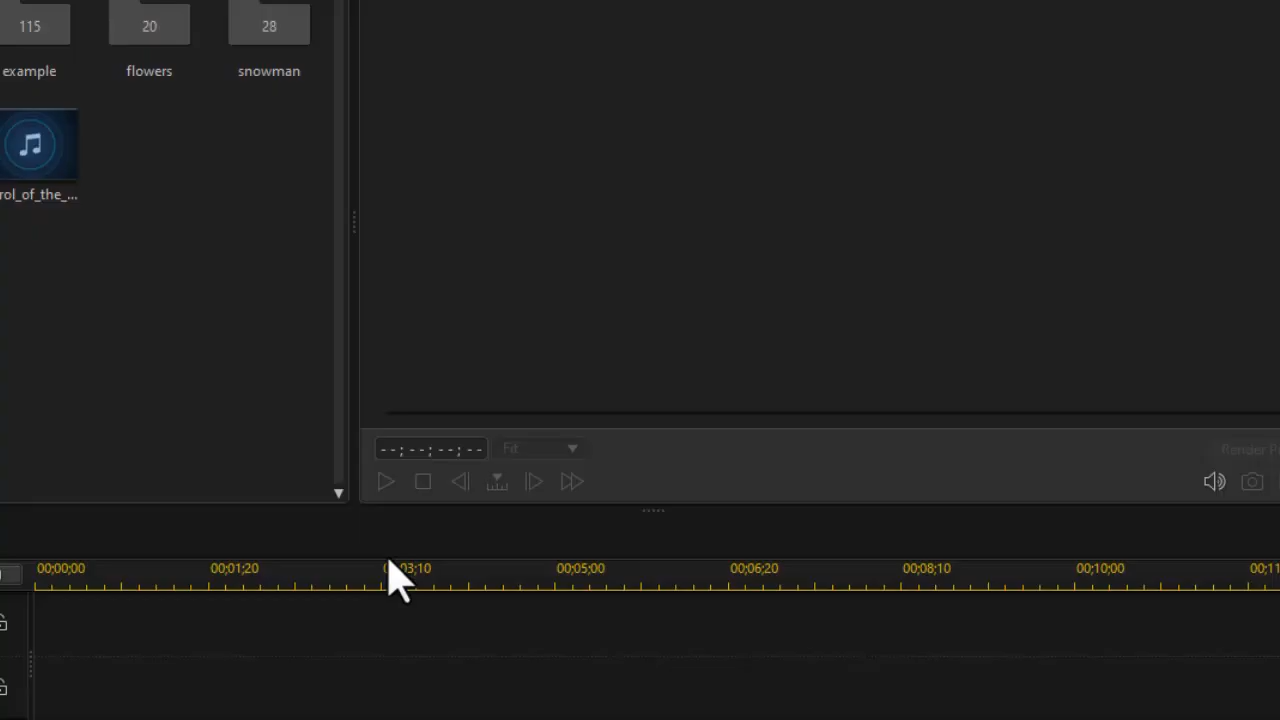 115 20 28
example flowers snowman
rol_of_the_...
--;--;--;-- Fit
Render
00;00;00 00;01;20 03;10 00;05;00 00;06;20 00;08;10 00;10;00 00;11